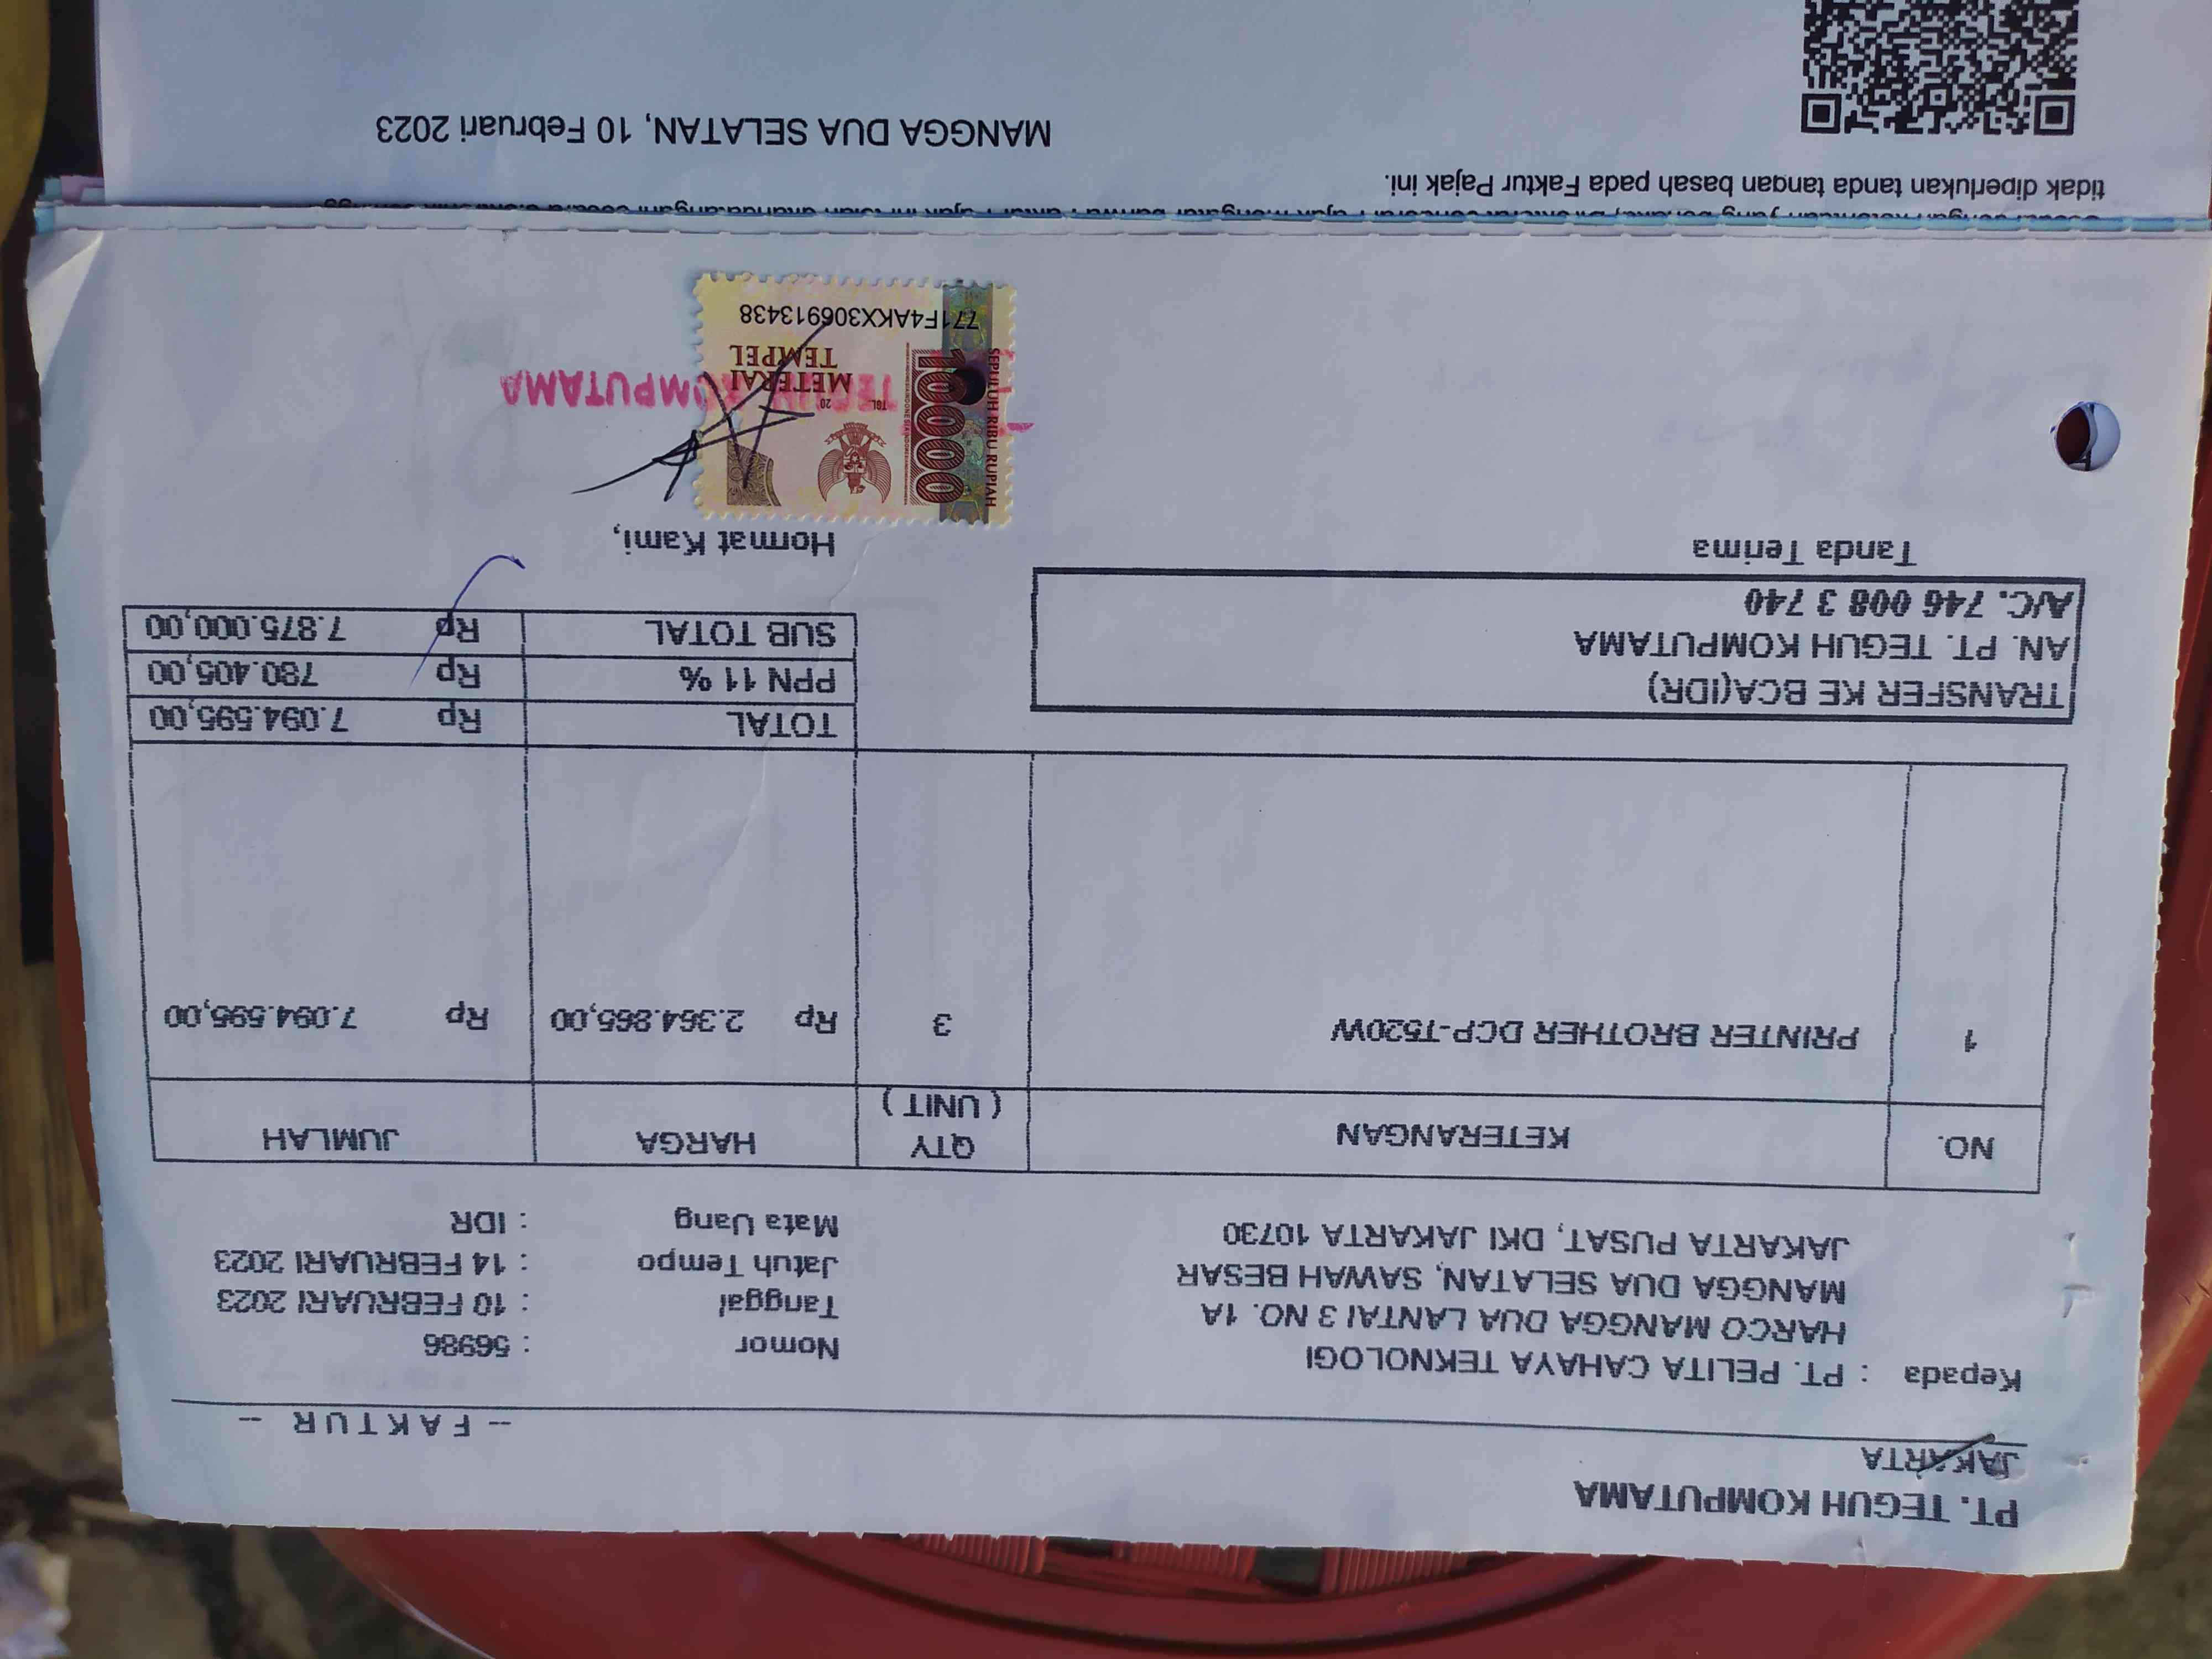 PT. TEGUH KOMPUTAMA
JAKARTA
-- F A K T U R --
Kepada : PT. PELITA CAHAYA TEKNOLOGI
HARCO MANGGA DUA LANTAI 3 NO. 1A
MANGGA DUA SELATAN, SAWAH BESAR
JAKARTA PUSAT, DKI JAKARTA 10730
Nomor : 56986
Tanggal : 10 FEBRUARI 2023
Jatuh Tempo : 14 FEBRUARI 2023
Mata Uang : IDR
NO. KETERANGAN QTY ( UNIT ) HARGA JUMLAH
1 PRINTER BROTHER DCP-T520W 3 Rp 2.364.865,00 Rp 7.094.595,00
TOTAL Rp 7.094.595,00
PPN 11 % Rp 780.405,00
SUB TOTAL Rp 7.875.000,00
TRANSFER KE BCA(IDR)
AN. PT. TEGUH KOMPUTAMA
A/C. 746 008 3 740
Tanda Terima
Hormat Kami,
SEPULUH RIBU RUPIAH
10000
TGL. 20
METERAI
TEMPEL
771F4AKX306913438
TEGUH KOMPUTAMA
tidak diperlukan tanda tangan basah pada Faktur Pajak ini.
MANGGA DUA SELATAN, 10 Februari 2023